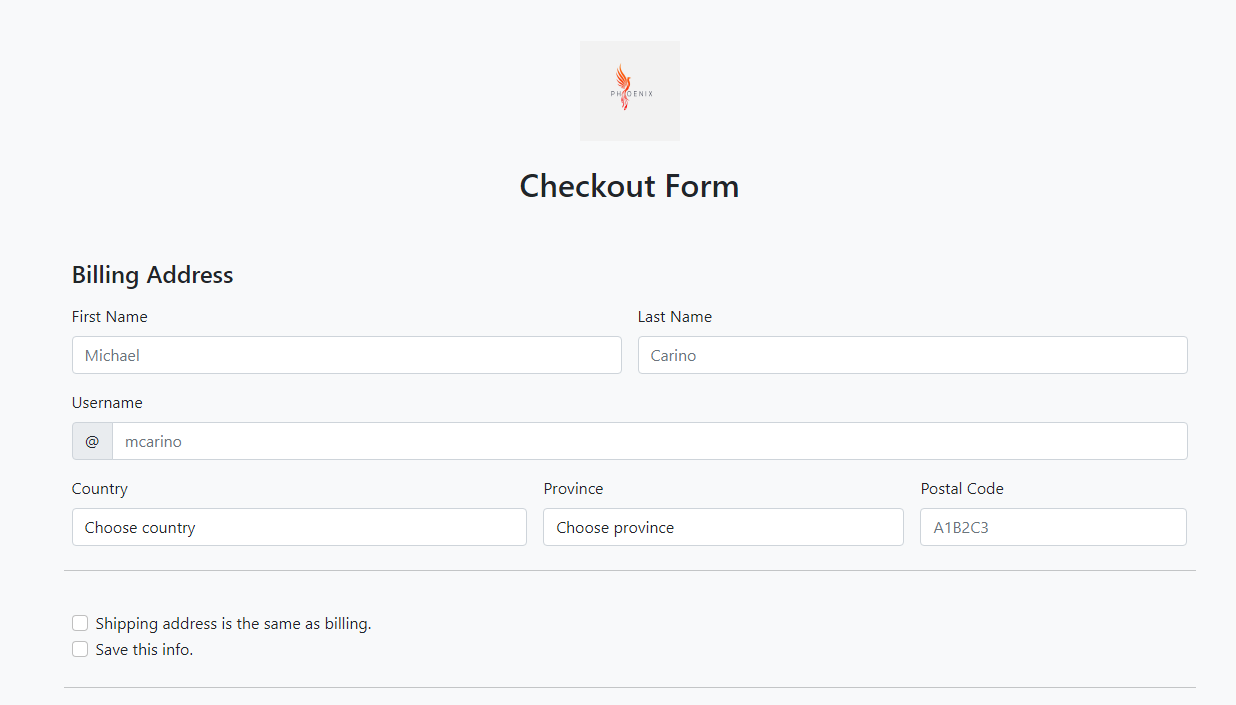 PHOENIX
Checkout Form
Billing Address
First Name
Last Name
Michael
Carino
Username
@ mcarino
Country
Province
Postal Code
Choose country
Choose province
A1B2C3
Shipping address is the same as billing.
Save this info.